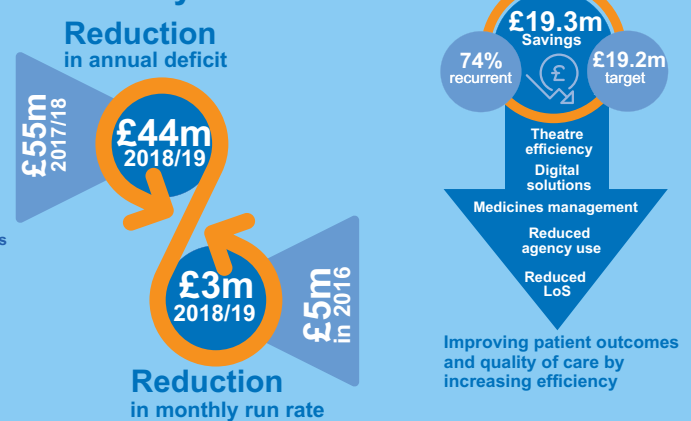 Reduction
in annual deficit
£55m
2017/18
£44m
2018/19
£3m
2018/19
£5m
in 2016
Reduction
in monthly run rate
£19.3m
Savings
74%
recurrent
£
£19.2m
target
Theatre
efficiency
Digital
solutions
Medicines management
Reduced
agency use
Reduced
LoS
Improving patient outcomes
and quality of care by
increasing efficiency